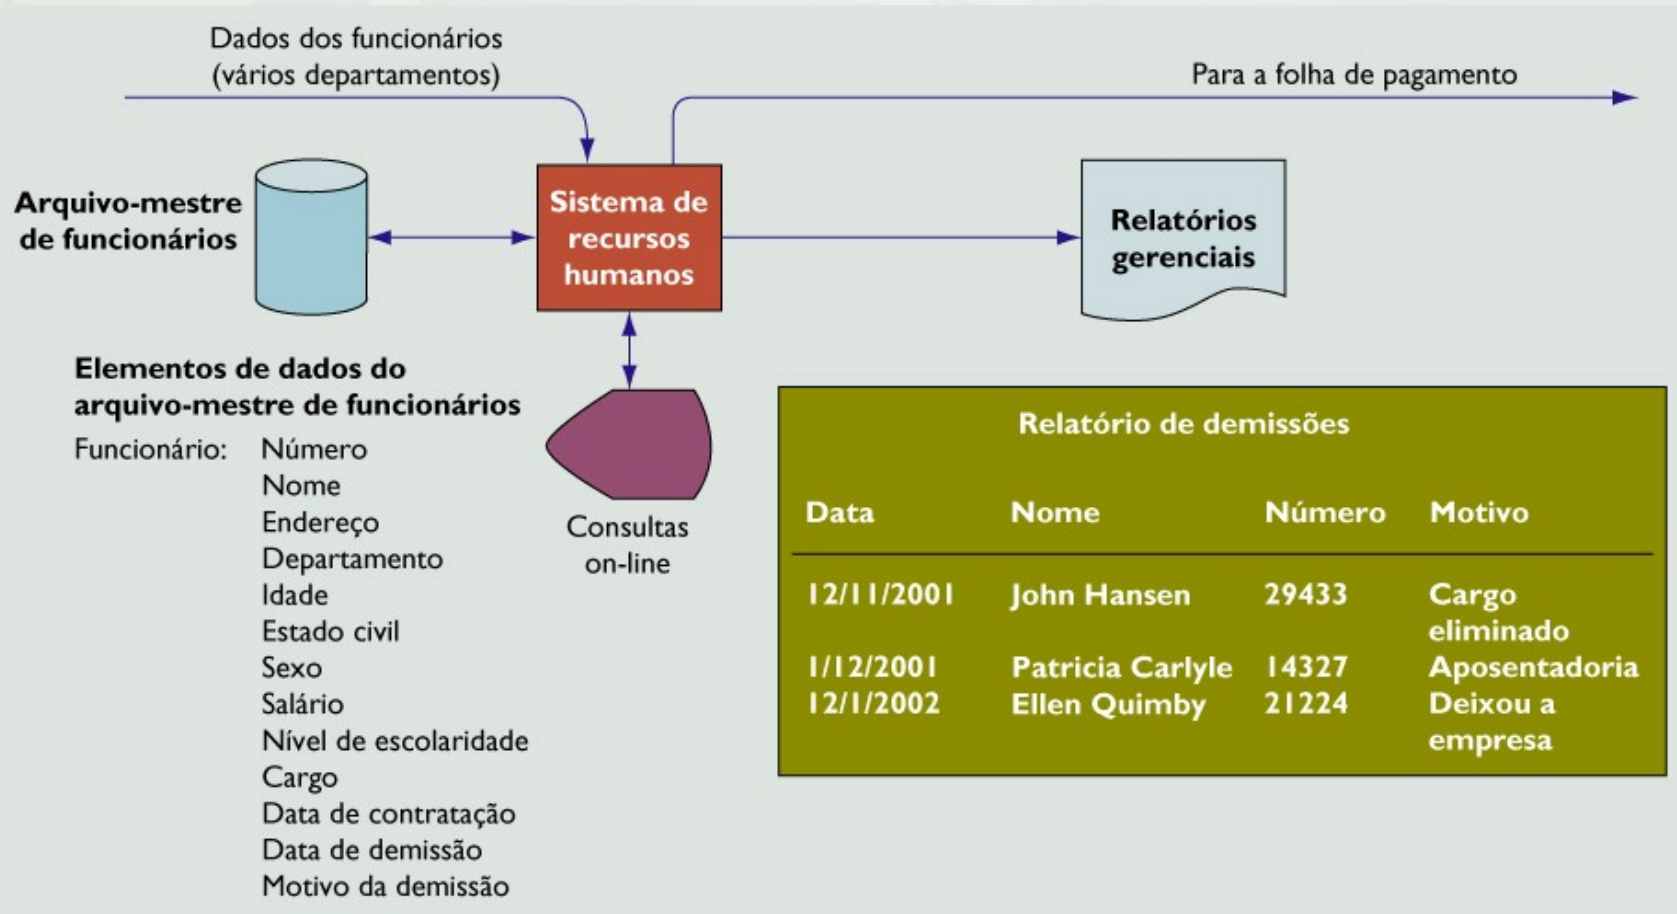 Dados dos funcionários
(vários departamentos)
Para a folha de pagamento
Arquivo-mestre
de funcionários
Sistema de
recursos
humanos
Relatórios
gerenciais
Elementos de dados do
arquivo-mestre de funcionários
Funcionário: Número
Nome
Endereço
Departamento
Idade
Estado civil
Sexo
Salário
Nível de escolaridade
Cargo
Data de contratação
Data de demissão
Motivo da demissão
Consultas
on-line
Relatório de demissões
Data Nome Número Motivo
12/11/2001 John Hansen 29433 Cargo
eliminado
1/12/2001 Patricia Carlyle 14327 Aposentadoria
12/1/2002 Ellen Quimby 21224 Deixou a
empresa